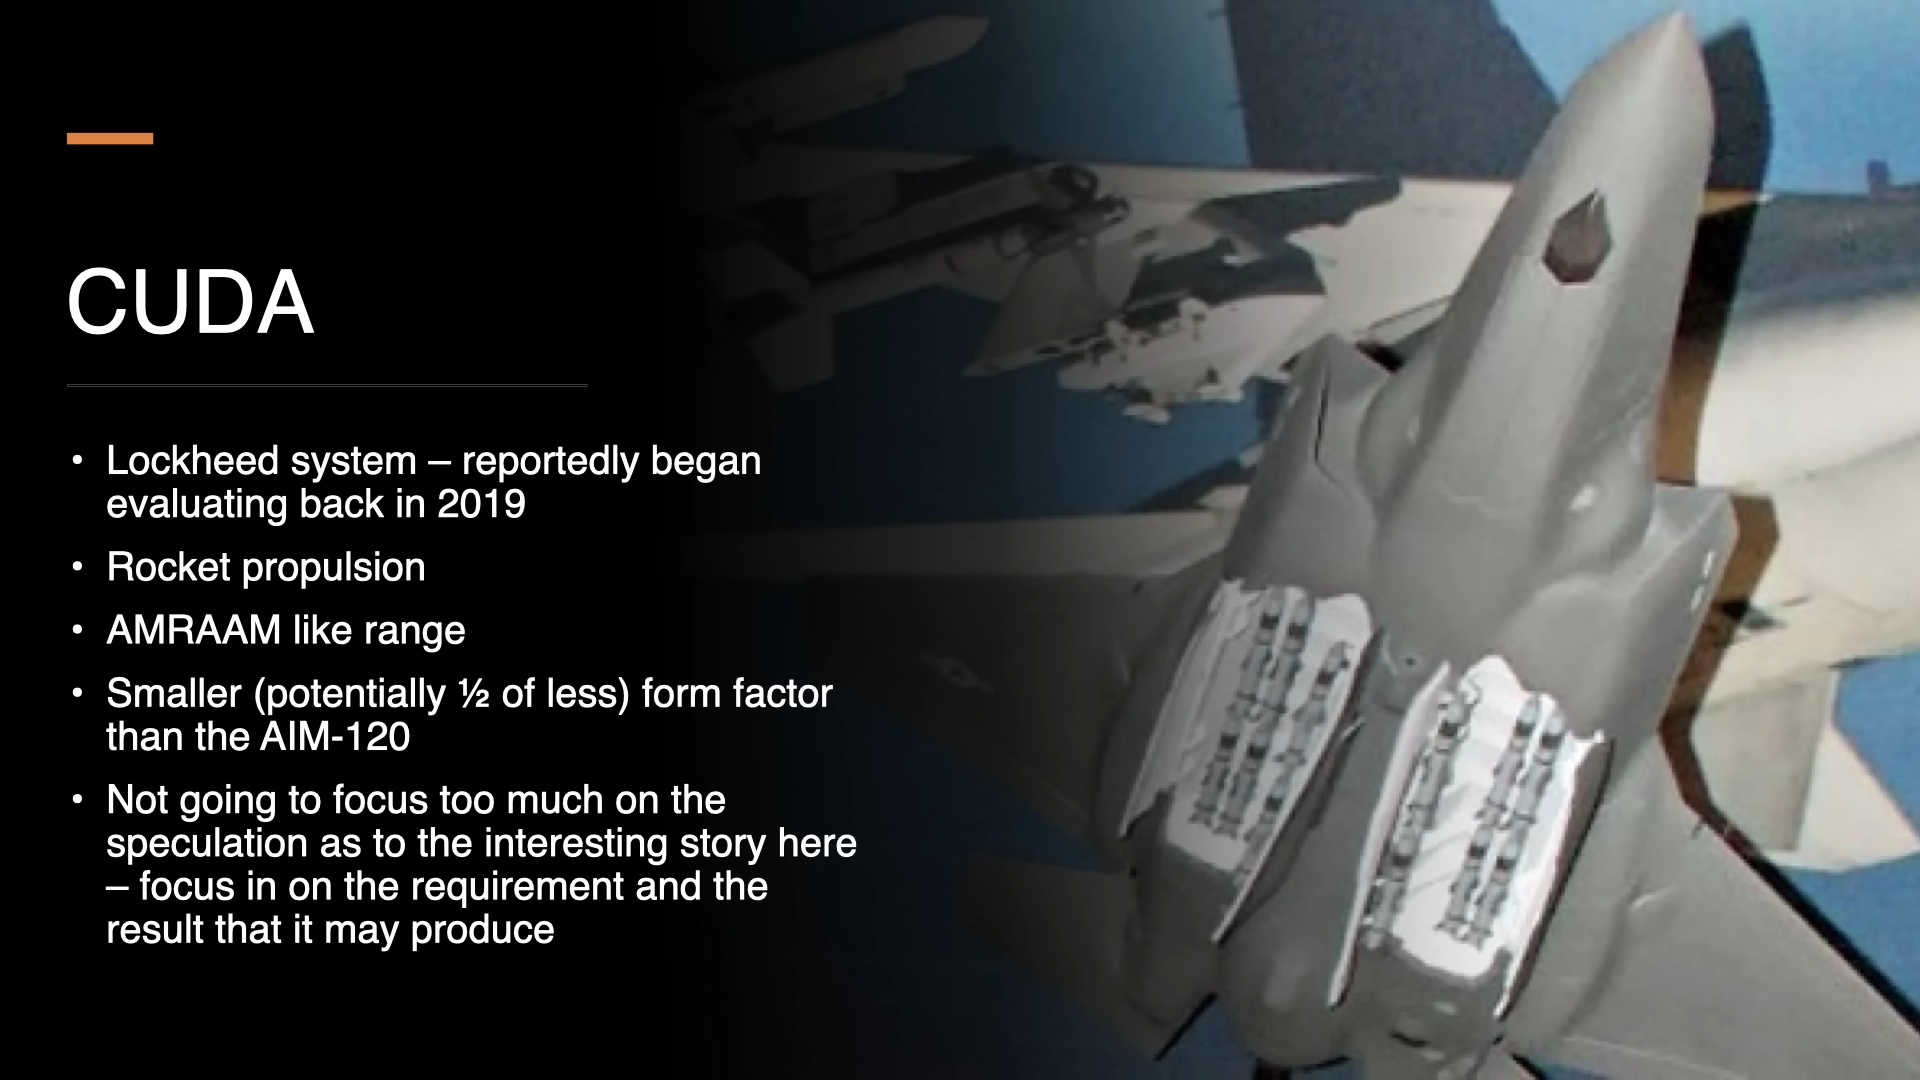 CUDA
• Lockheed system – reportedly began
evaluating back in 2019
• Rocket propulsion
• AMRAAM like range
• Smaller (potentially ½ of less) form factor
than the AIM-120
• Not going to focus too much on the
speculation as to the interesting story here
– focus in on the requirement and the
result that it may produce